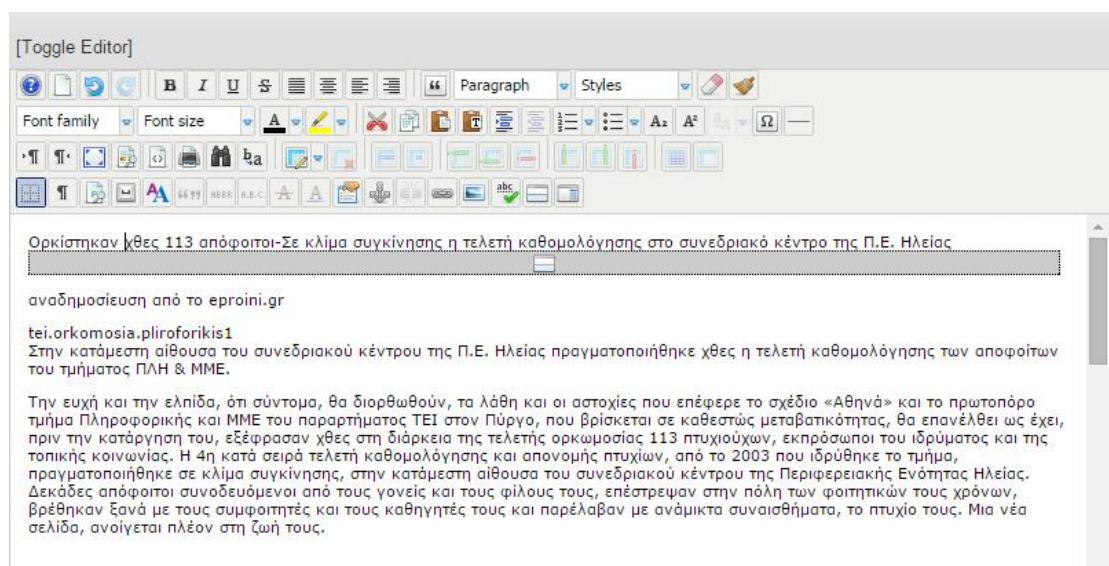 [Toggle Editor]
B I U S Paragraph Styles
Font family Font size A A₂ A² Ω
Ορκίστηκαν χθες 113 απόφοιτοι-Σε κλίμα συγκίνησης η τελετή καθομολόγησης στο συνεδριακό κέντρο της Π.Ε. Ηλείας
αναδημοσίευση από το eproini.gr
tei.orkomosia.pliroforikis1
Στην κατάμεστη αίθουσα του συνεδριακού κέντρου της Π.Ε. Ηλείας πραγματοποιήθηκε χθες η τελετή καθομολόγησης των αποφοίτων
του τμήματος ΠΛΗ & ΜΜΕ.
Την ευχή και την ελπίδα, ότι σύντομα, θα διορθωθούν, τα λάθη και οι αστοχίες που επέφερε το σχέδιο «Αθηνά» και το πρωτοπόρο
τμήμα Πληροφορικής και ΜΜΕ του παραρτήματος ΤΕΙ στον Πύργο, που βρίσκεται σε καθεστώς μεταβατικότητας, θα επανέλθει ως έχει,
πριν την κατάργηση του, εξέφρασαν χθες στη διάρκεια της τελετής ορκωμοσίας 113 πτυχιούχων, εκπρόσωποι του ιδρύματος και της
τοπικής κοινωνίας. Η 4η κατά σειρά τελετή καθομολόγησης και απονομής πτυχίων, από το 2003 που ιδρύθηκε το τμήμα,
πραγματοποιήθηκε σε κλίμα συγκίνησης, στην κατάμεστη αίθουσα του συνεδριακού κέντρου της Περιφερειακής Ενότητας Ηλείας.
Δεκάδες απόφοιτοι συνοδευόμενοι από τους γονείς και τους φίλους τους, επέστρεψαν στην πόλη των φοιτητικών τους χρόνων,
βρέθηκαν ξανά με τους συμφοιτητές και τους καθηγητές τους και παρέλαβαν με ανάμικτα συναισθήματα, το πτυχίο τους. Μια νέα
σελίδα, ανοίγεται πλέον στη ζωή τους.